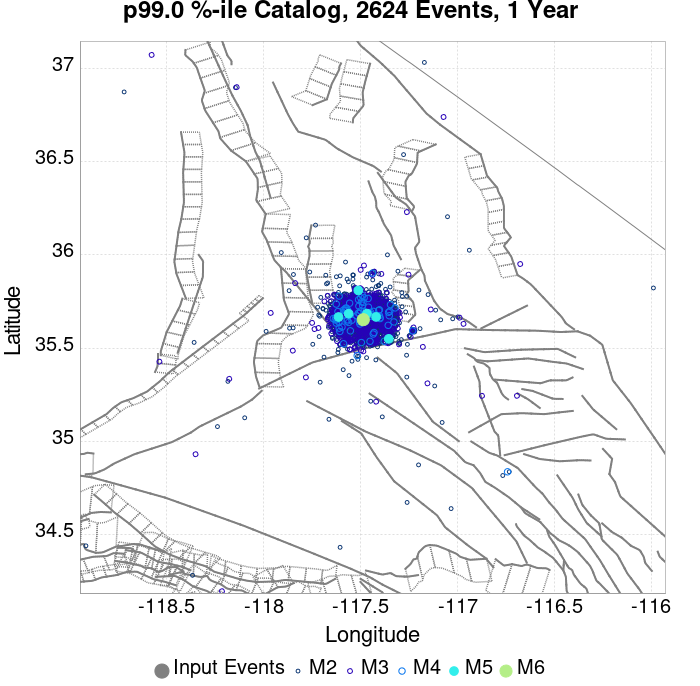 p99.0 %-ile Catalog, 2624 Events, 1 Year
37
36.5
36
35.5
35
34.5
Latitude
-118.5 -118 -117.5 -117 -116.5 -116
Longitude
Input Events M2 M3 M4 M5 M6